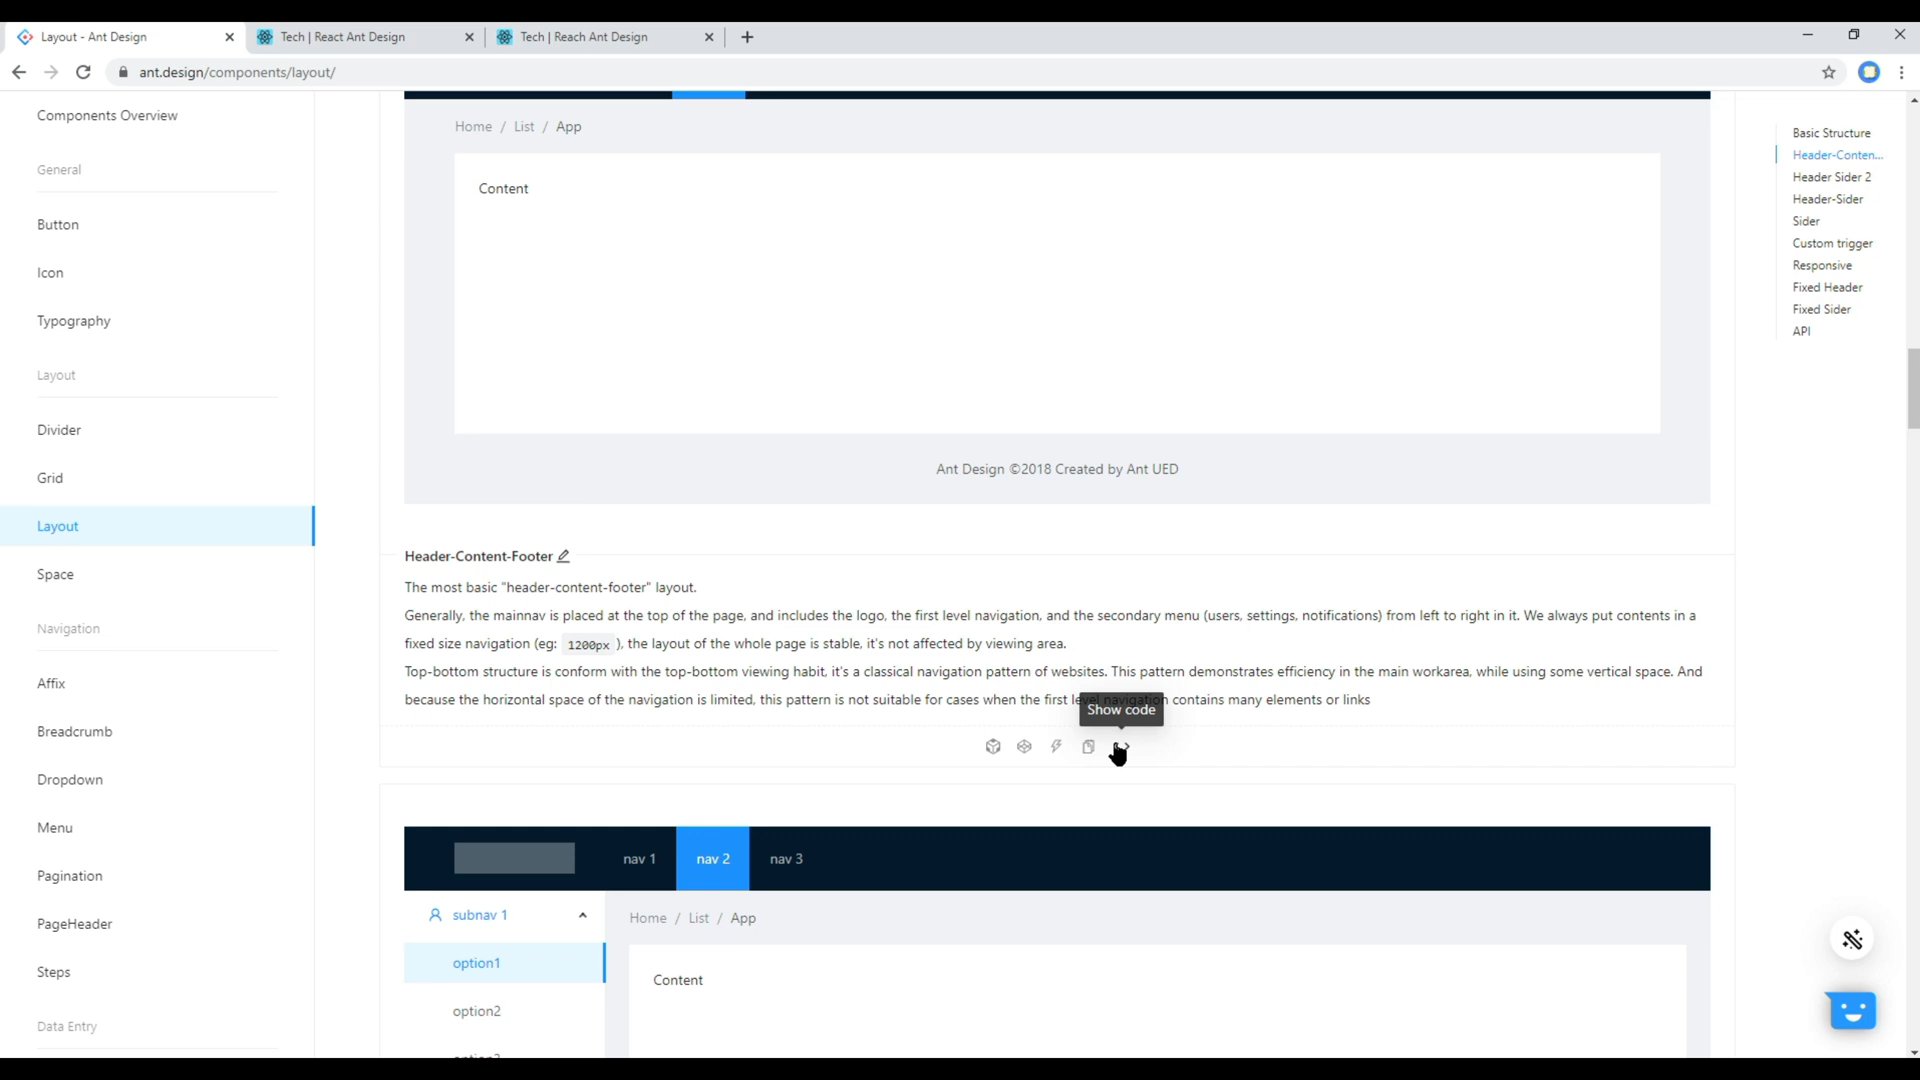 Layout - Ant Design
Tech | React Ant Design
Tech | Reach Ant Design
ant.design/components/layout/
Components Overview
General
Button
Icon
Typography
Layout
Divider
Grid
Layout
Space
Navigation
Affix
Breadcrumb
Dropdown
Menu
Pagination
PageHeader
Steps
Data Entry
Home / List / App
Content
Ant Design ©2018 Created by Ant UED
Header-Content-Footer
The most basic "header-content-footer" layout.
Generally, the mainnav is placed at the top of the page, and includes the logo, the first level navigation, and the secondary menu (users, settings, notifications) from left to right in it. We always put contents in a
fixed size navigation (eg: 1200px ), the layout of the whole page is stable, it's not affected by viewing area.
Top-bottom structure is conform with the top-bottom viewing habit, it's a classical navigation pattern of websites. This pattern demonstrates efficiency in the main workarea, while using some vertical space. And
because the horizontal space of the navigation is limited, this pattern is not suitable for cases when the first level navigation contains many elements or links
Show code
nav 1
nav 2
nav 3
subnav 1
option1
option2
Home / List / App
Content
Basic Structure
Header-Conten...
Header Sider 2
Header-Sider
Sider
Custom trigger
Responsive
Fixed Header
Fixed Sider
API